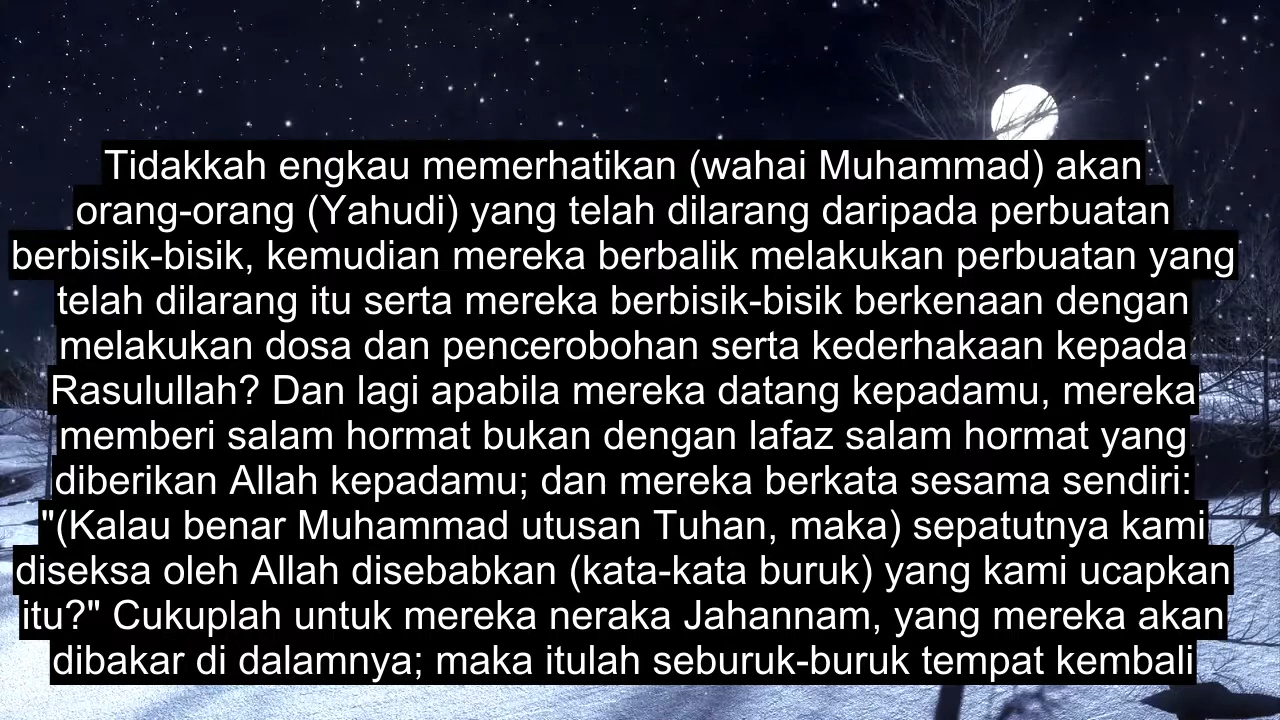 Tidakkah engkau memerhatikan (wahai Muhammad) akan
orang-orang (Yahudi) yang telah dilarang daripada perbuatan
berbisik-bisik, kemudian mereka berbalik melakukan perbuatan yang
telah dilarang itu serta mereka berbisik-bisik berkenaan dengan
melakukan dosa dan pencerobohan serta kederhakaan kepada
Rasulullah? Dan lagi apabila mereka datang kepadamu, mereka
memberi salam hormat bukan dengan lafaz salam hormat yang
diberikan Allah kepadamu; dan mereka berkata sesama sendiri:
"(Kalau benar Muhammad utusan Tuhan, maka) sepatutnya kami
diseksa oleh Allah disebabkan (kata-kata buruk) yang kami ucapkan
itu?" Cukuplah untuk mereka neraka Jahannam, yang mereka akan
dibakar di dalamnya; maka itulah seburuk-buruk tempat kembali